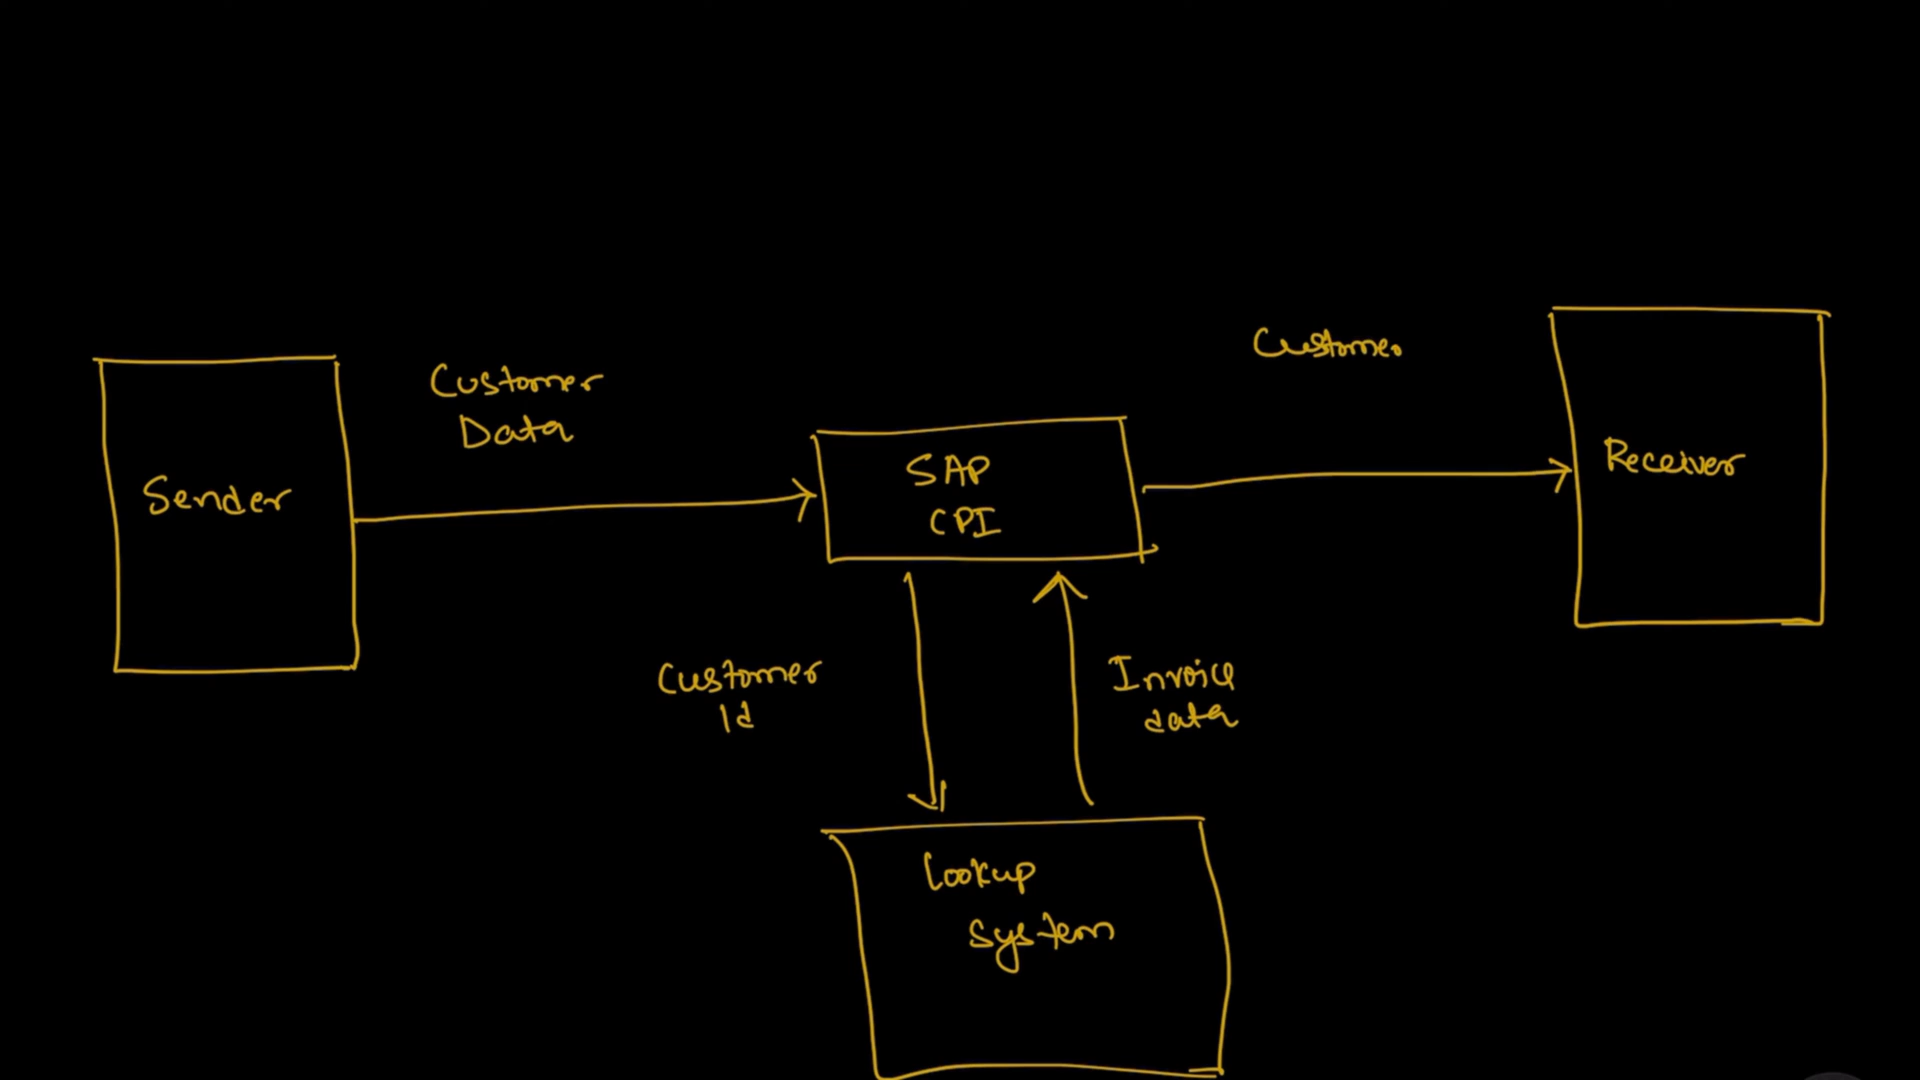 Customer
Customer
Data
Sender
SAP
CPI
Receiver
Customer
Id
Invoice
data
Lookup
System